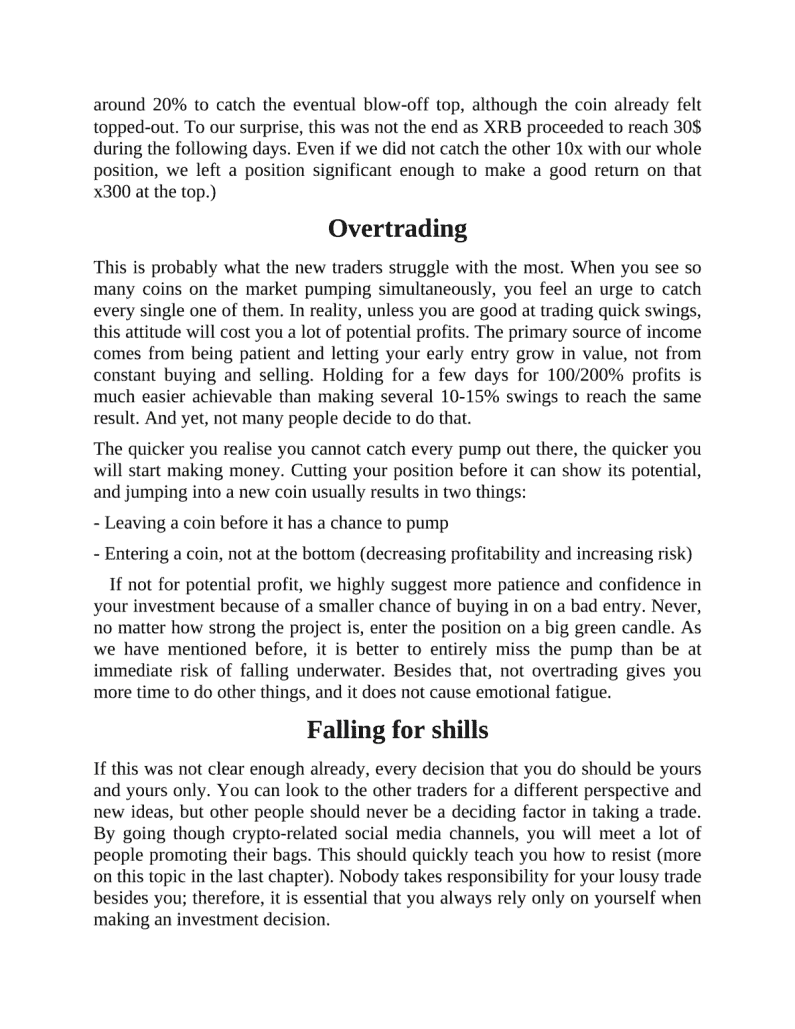 around 20% to catch the eventual blow-off top, although the coin already felt
topped-out. To our surprise, this was not the end as XRB proceeded to reach 30$
during the following days. Even if we did not catch the other 10x with our whole
position, we left a position significant enough to make a good return on that
x300 at the top.)
Overtrading
This is probably what the new traders struggle with the most. When you see so
many coins on the market pumping simultaneously, you feel an urge to catch
every single one of them. In reality, unless you are good at trading quick swings,
this attitude will cost you a lot of potential profits. The primary source of income
comes from being patient and letting your early entry grow in value, not from
constant buying and selling. Holding for a few days for 100/200% profits is
much easier achievable than making several 10-15% swings to reach the same
result. And yet, not many people decide to do that.
The quicker you realise you cannot catch every pump out there, the quicker you
will start making money. Cutting your position before it can show its potential,
and jumping into a new coin usually results in two things:
- Leaving a coin before it has a chance to pump
- Entering a coin, not at the bottom (decreasing profitability and increasing risk)
If not for potential profit, we highly suggest more patience and confidence in
your investment because of a smaller chance of buying in on a bad entry. Never,
no matter how strong the project is, enter the position on a big green candle. As
we have mentioned before, it is better to entirely miss the pump than be at
immediate risk of falling underwater. Besides that, not overtrading gives you
more time to do other things, and it does not cause emotional fatigue.
Falling for shills
If this was not clear enough already, every decision that you do should be yours
and yours only. You can look to the other traders for a different perspective and
new ideas, but other people should never be a deciding factor in taking a trade.
By going though crypto-related social media channels, you will meet a lot of
people promoting their bags. This should quickly teach you how to resist (more
on this topic in the last chapter). Nobody takes responsibility for your lousy trade
besides you; therefore, it is essential that you always rely only on yourself when
making an investment decision.